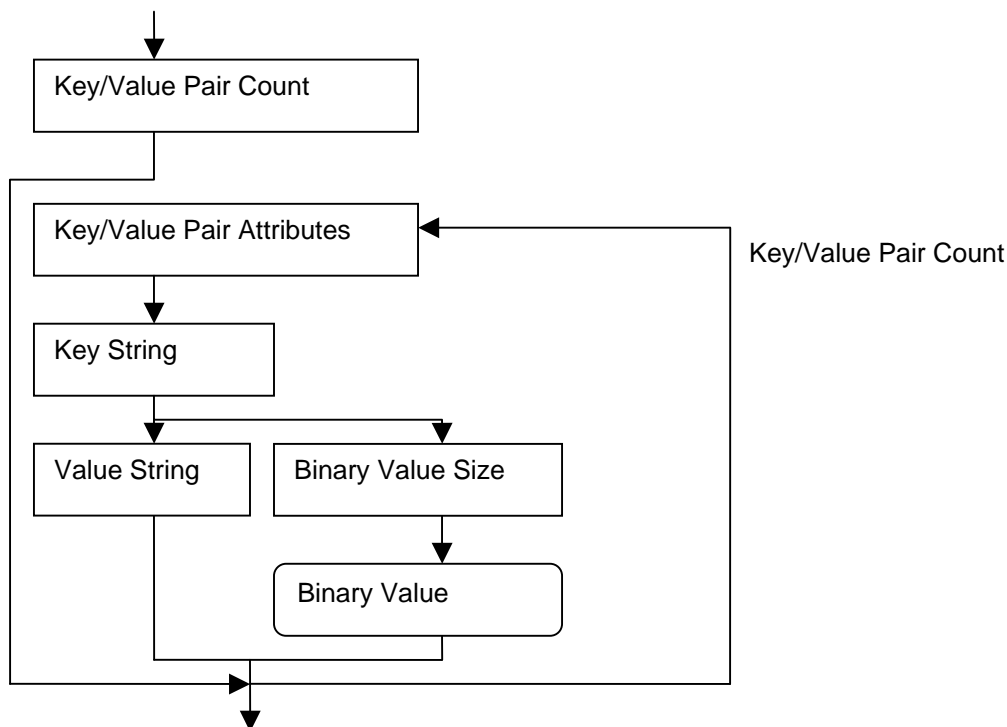 Key/Value Pair Count
Key/Value Pair Attributes
Key/Value Pair Count
Key String
Value String
Binary Value Size
Binary Value